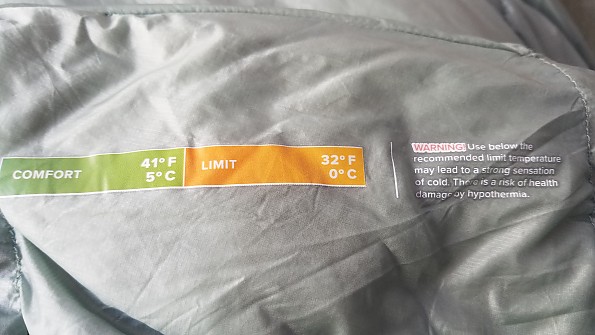 COMFORT
41° F
5° C
LIMIT
32° F
0° C
WARNING: Use below the
recommended limit temperature
may lead to a strong sensation
of cold. There is a risk of health
damage by hypothermia.